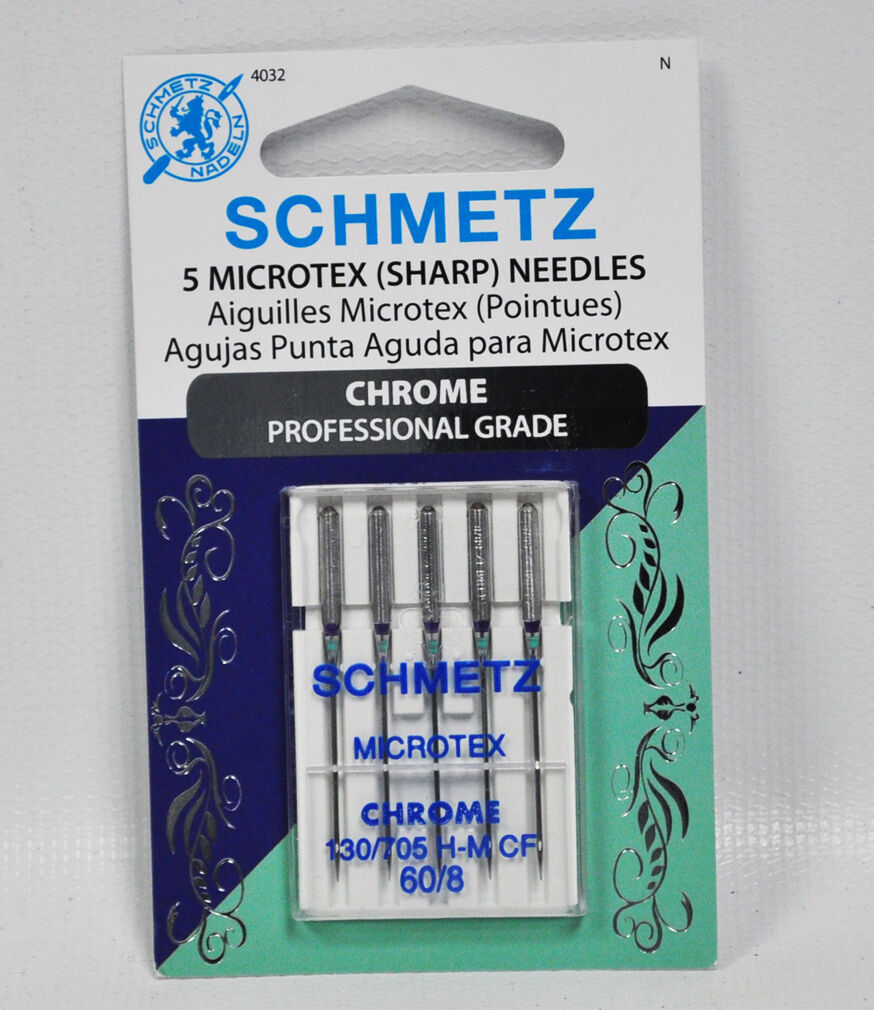 4032
N
SCHMETZ
NADELN
SCHMETZ
5 MICROTEX (SHARP) NEEDLES
Aiguilles Microtex (Pointues)
Agujas Punta Aguda para Microtex
CHROME
PROFESSIONAL GRADE
SCHMETZ
MICROTEX
CHROME
130/705 H-M CF
60/8